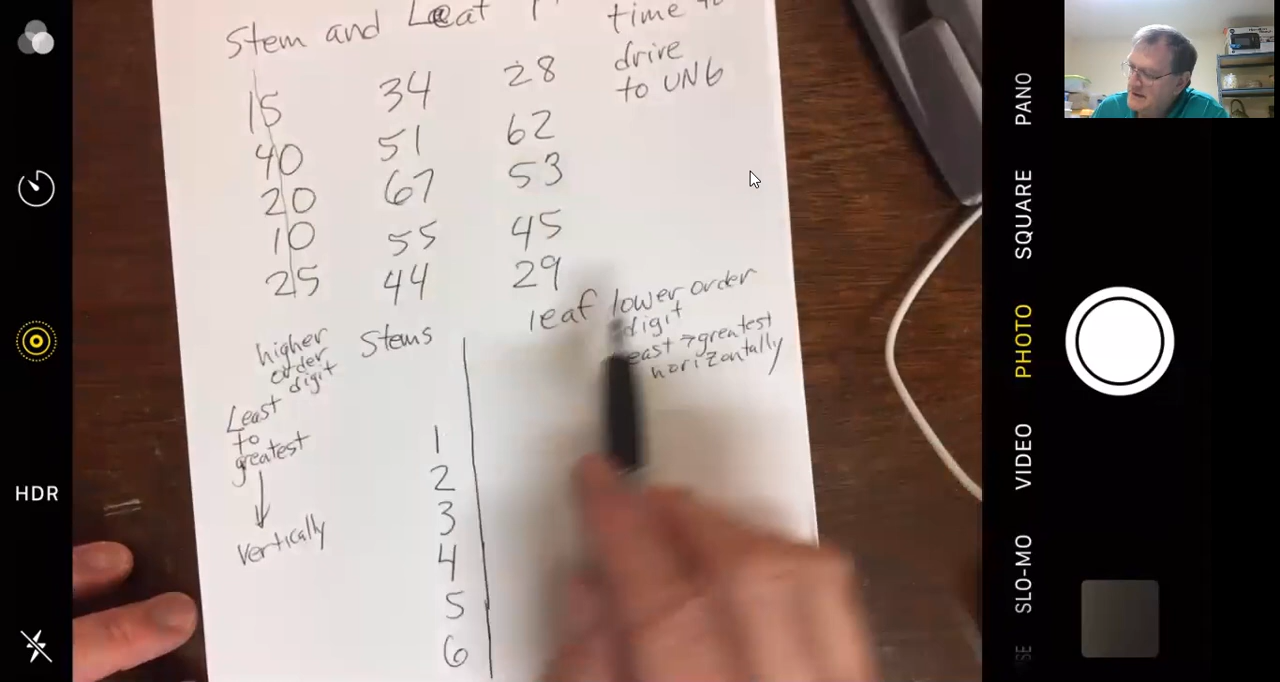 Stem and Leaf
time to
drive
to UNG
15 34 28
40 51 62
20 67 53
10 55 45
25 44 29
higher
order
digit
Stems
leaf lower order
digit
least → greatest
horizontally
Least
to
greatest
↓
Vertically
1
2
3
4
5
6
HDR
PANO
SQUARE
PHOTO
VIDEO
SLO-MO
SE